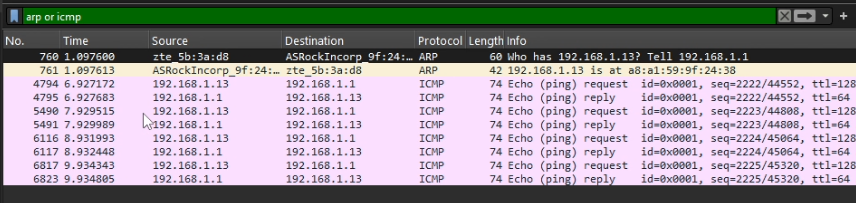 arp or icmp
No. Time Source Destination Protocol Length Info
760 1.097600 zte_5b:3a:d8 ASRockIncorp_9f:24:… ARP 60 Who has 192.168.1.13? Tell 192.168.1.1
761 1.097613 ASRockIncorp_9f:24:… zte_5b:3a:d8 ARP 42 192.168.1.13 is at a8:a1:59:9f:24:38
4794 6.927172 192.168.1.13 192.168.1.1 ICMP 74 Echo (ping) request id=0x0001, seq=2222/44552, ttl=128
4795 6.927683 192.168.1.1 192.168.1.13 ICMP 74 Echo (ping) reply id=0x0001, seq=2222/44552, ttl=64
5490 7.929515 192.168.1.13 192.168.1.1 ICMP 74 Echo (ping) request id=0x0001, seq=2223/44808, ttl=128
5491 7.929989 192.168.1.1 192.168.1.13 ICMP 74 Echo (ping) reply id=0x0001, seq=2223/44808, ttl=64
6116 8.931993 192.168.1.13 192.168.1.1 ICMP 74 Echo (ping) request id=0x0001, seq=2224/45064, ttl=128
6117 8.932448 192.168.1.1 192.168.1.13 ICMP 74 Echo (ping) reply id=0x0001, seq=2224/45064, ttl=64
6817 9.934343 192.168.1.13 192.168.1.1 ICMP 74 Echo (ping) request id=0x0001, seq=2225/45320, ttl=128
6823 9.934805 192.168.1.1 192.168.1.13 ICMP 74 Echo (ping) reply id=0x0001, seq=2225/45320, ttl=64